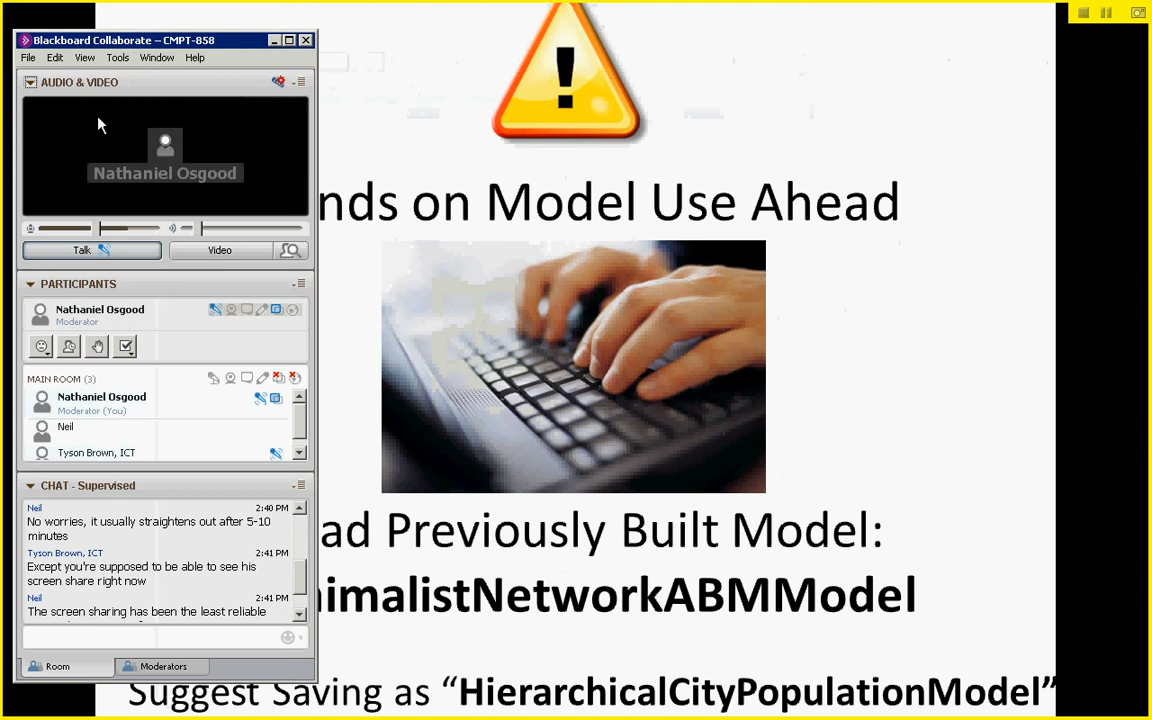 Blackboard Collaborate – CMPT-858
File Edit View Tools Window Help
AUDIO & VIDEO
Nathaniel Osgood
Talk Video
PARTICIPANTS
Nathaniel Osgood
Moderator
MAIN ROOM (3)
Nathaniel Osgood
Moderator (You)
Neil
Tyson Brown, ICT
CHAT - Supervised
Neil 2:40 PM
No worries, it usually straightens out after 5-10
minutes
Tyson Brown, ICT 2:41 PM
Except you're supposed to be able to see his
screen share right now
Neil 2:41 PM
The screen sharing has been the least reliable
Room Moderators
nds on Model Use Ahead
ad Previously Built Model:
nimalistNetworkABMModel
Suggest Saving as “HierarchicalCityPopulationModel”